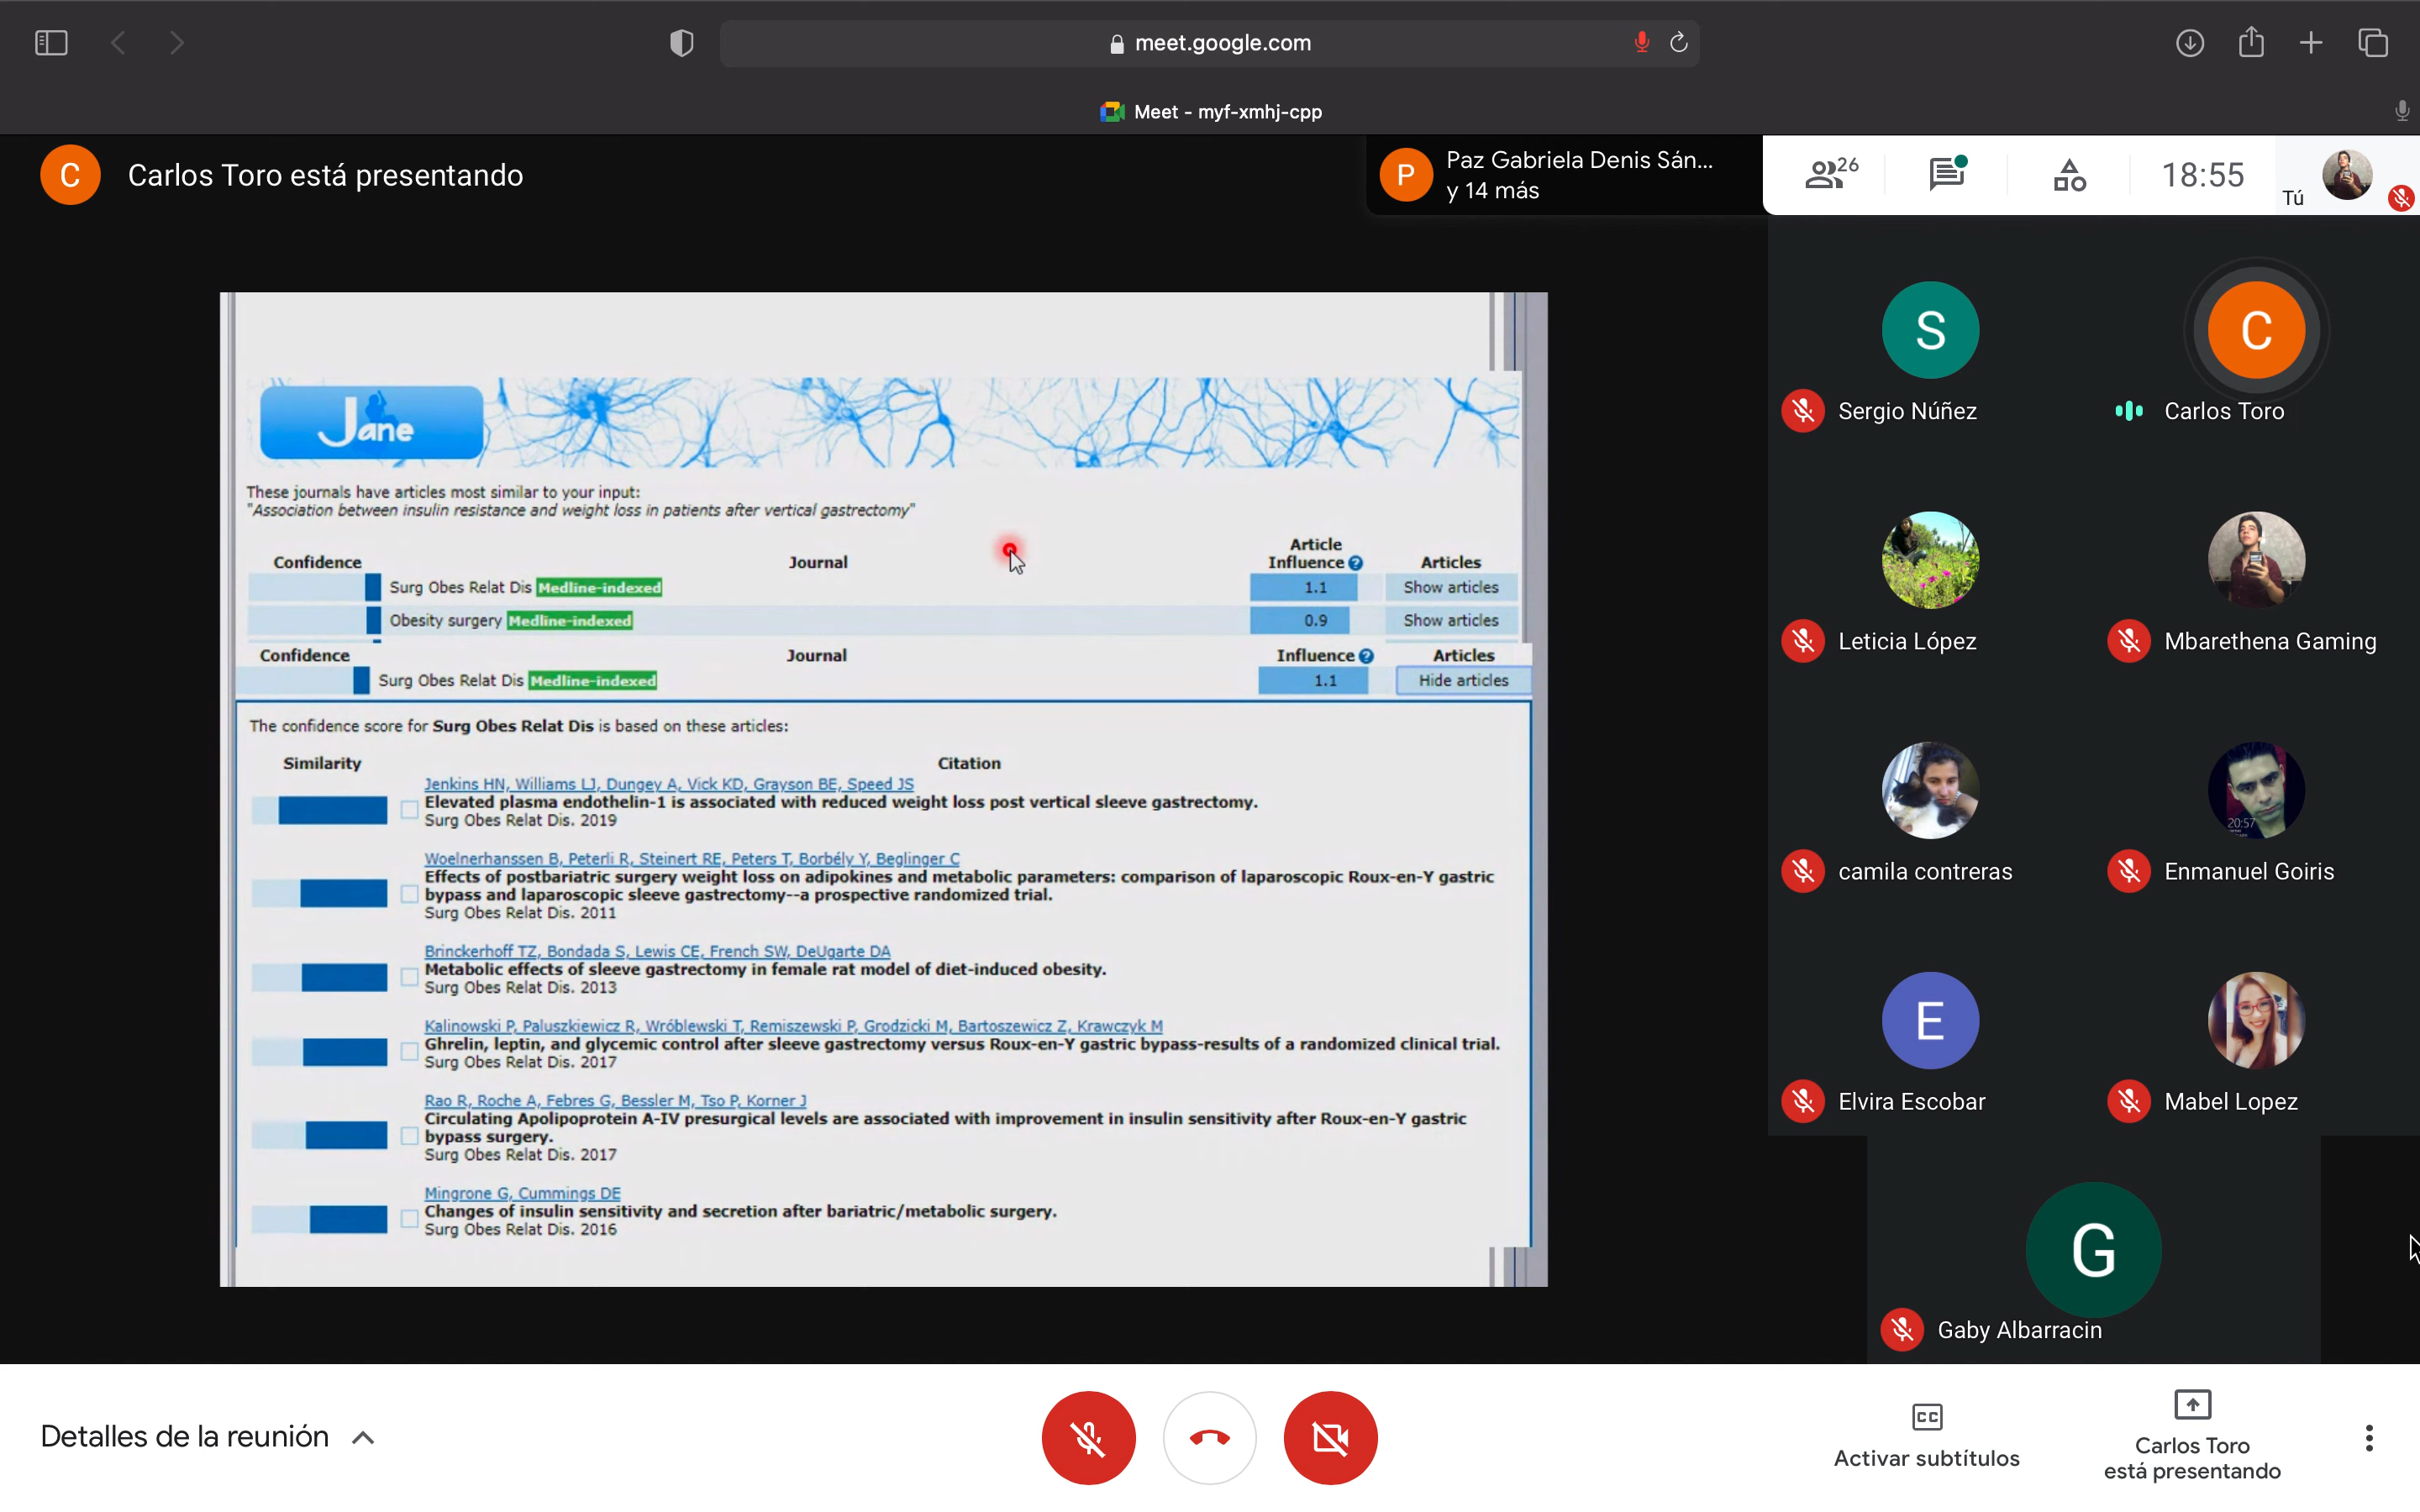 meet.google.com
Meet - myf-xmhj-cpp
C
Carlos Toro está presentando
P
Paz Gabriela Denis Sán...
y 14 más
26
18:55
Tú
Jane
These journals have articles most similar to your input:
"Association between insulin resistance and weight loss in patients after vertical gastrectomy"
Confidence Journal Article Influence ? Articles
Surg Obes Relat Dis Medline-indexed 1.1 Show articles
Obesity surgery Medline-indexed 0.9 Show articles
Confidence Journal Influence ? Articles
Surg Obes Relat Dis Medline-indexed 1.1 Hide articles
The confidence score for Surg Obes Relat Dis is based on these articles:
Similarity Citation
Jenkins HN, Williams LJ, Dungey A, Vick KD, Grayson BE, Speed JS
Elevated plasma endothelin-1 is associated with reduced weight loss post vertical sleeve gastrectomy.
Surg Obes Relat Dis. 2019
Woelnerhanssen B, Peterli R, Steinert RE, Peters T, Borbély Y, Beglinger C
Effects of postbariatric surgery weight loss on adipokines and metabolic parameters: comparison of laparoscopic Roux-en-Y gastric
bypass and laparoscopic sleeve gastrectomy--a prospective randomized trial.
Surg Obes Relat Dis. 2011
Brinckerhoff TZ, Bondada S, Lewis CE, French SW, DeUgarte DA
Metabolic effects of sleeve gastrectomy in female rat model of diet-induced obesity.
Surg Obes Relat Dis. 2013
Kalinowski P, Paluszkiewicz R, Wróblewski T, Remiszewski P, Grodzicki M, Bartoszewicz Z, Krawczyk M
Ghrelin, leptin, and glycemic control after sleeve gastrectomy versus Roux-en-Y gastric bypass-results of a randomized clinical trial.
Surg Obes Relat Dis. 2017
Rao R, Roche A, Febres G, Bessler M, Tso P, Korner J
Circulating Apolipoprotein A-IV presurgical levels are associated with improvement in insulin sensitivity after Roux-en-Y gastric
bypass surgery.
Surg Obes Relat Dis. 2017
Mingrone G, Cummings DE
Changes of insulin sensitivity and secretion after bariatric/metabolic surgery.
Surg Obes Relat Dis. 2016
S
C
Sergio Núñez
Carlos Toro
Leticia López
Mbarethena Gaming
20:57
camila contreras
Enmanuel Goiris
E
Elvira Escobar
Mabel Lopez
G
Gaby Albarracin
Detalles de la reunión
CC
Activar subtítulos
Carlos Toro
está presentando